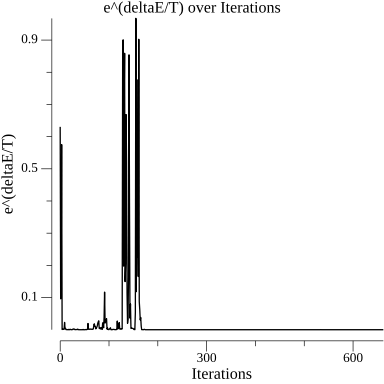 e^(deltaE/T) over Iterations
e^(deltaE/T)
0.9
0.5
0.1
0
300
600
Iterations